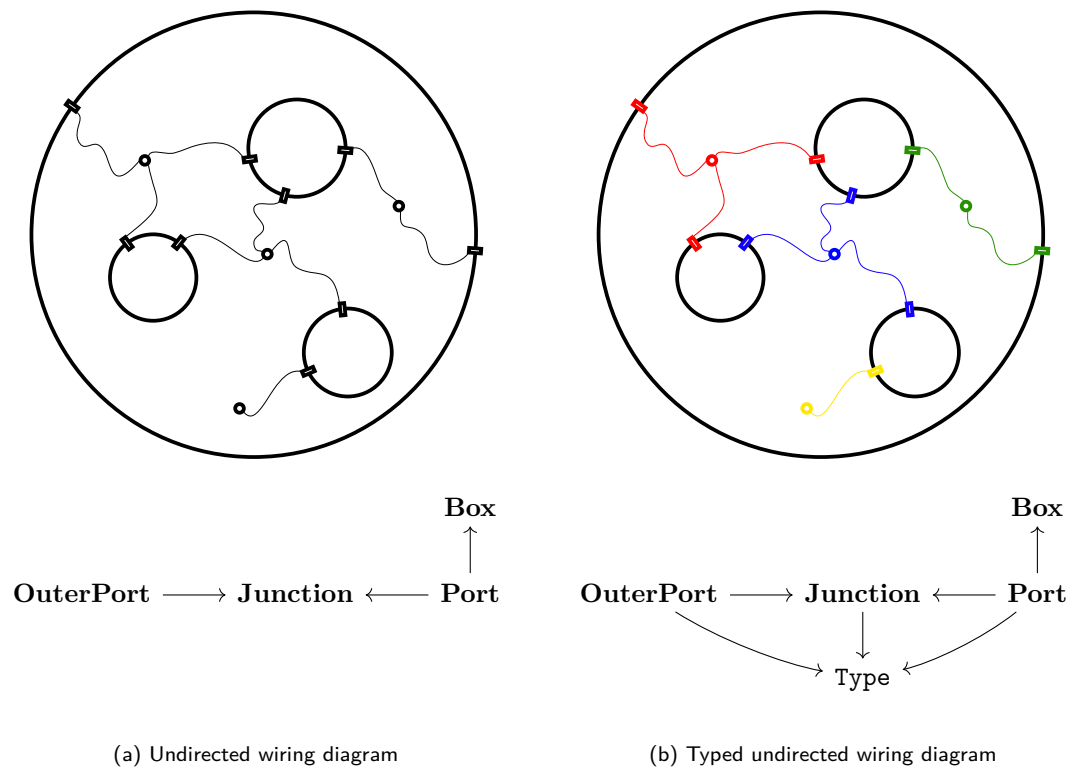 Box
OuterPort Junction Port
(a) Undirected wiring diagram
Box
OuterPort Junction Port
Type
(b) Typed undirected wiring diagram